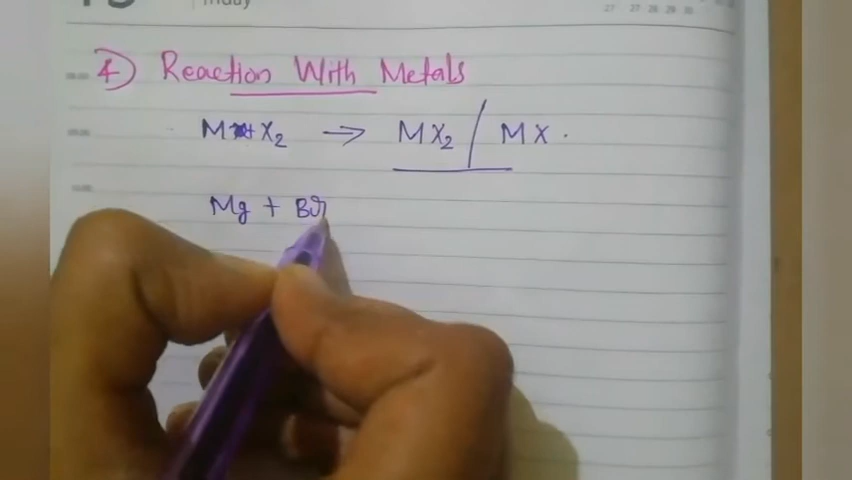 4) Reaction With Metals
M + X₂ → MX₂ / MX.
Mg + Br